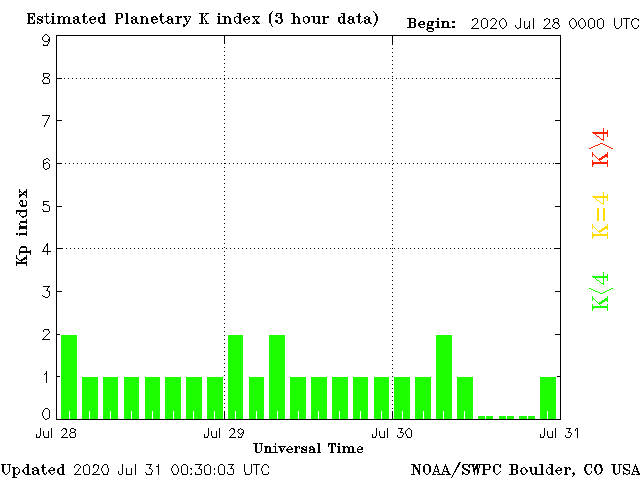 Estimated Planetary K index (3 hour data)
Begin: 2020 Jul 28 0000 UTC
9
8
7
6
5
4
3
2
1
0
Kp index
K>4
K=4
K<4
Jul 28
Jul 29
Jul 30
Jul 31
Universal Time
Updated 2020 Jul 31 00:30:03 UTC
NOAA/SWPC Boulder, CO USA